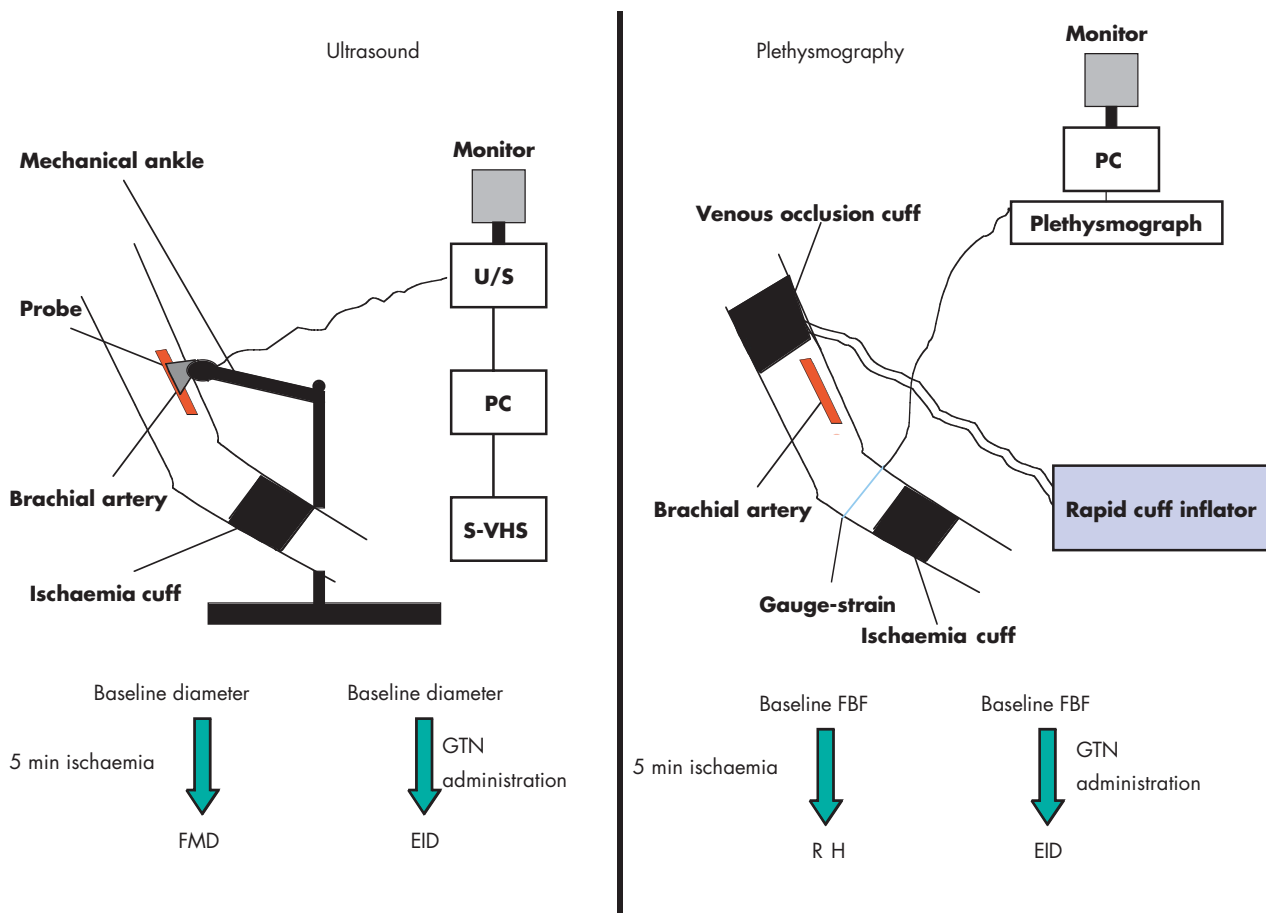 Ultrasound
Mechanical ankle
Monitor
U/S
Probe
PC
Brachial artery
S-VHS
Ischaemia cuff
Baseline diameter
5 min ischaemia
FMD
Baseline diameter
GTN
administration
EID
Plethysmography
Monitor
PC
Plethysmograph
Venous occlusion cuff
Brachial artery
Rapid cuff inflator
Gauge-strain
Ischaemia cuff
Baseline FBF
5 min ischaemia
R H
Baseline FBF
GTN
administration
EID